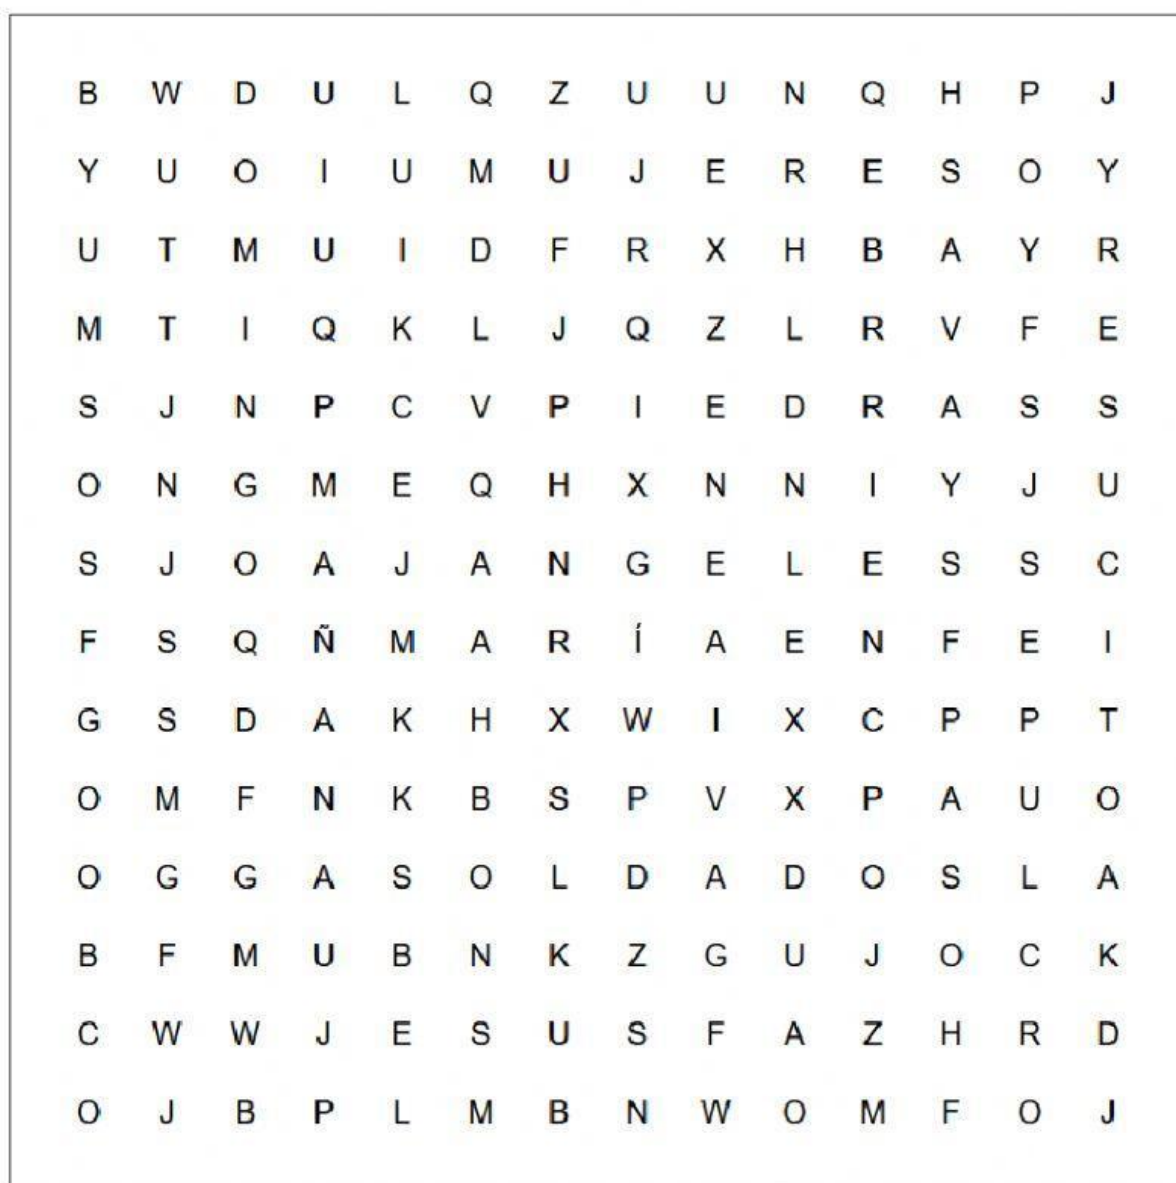 B W D U L Q Z U U N Q H P J
Y U O I U M U J E R E S O Y
U T M U I D F R X H B A Y R
M T I Q K L J Q Z L R V F E
S J N P C V P I E D R A S S
O N G M E Q H X N N I Y J U
S J O A J A N G E L E S S C
F S Q Ñ M A R Í A E N F E I
G S D A K H X W I X C P P T
O M F N K B S P V X P A U O
O G G A S O L D A D O S L A
B F M U B N K Z G U J O C K
C W W J E S U S F A Z H R D
O J B P L M B N W O M F O J